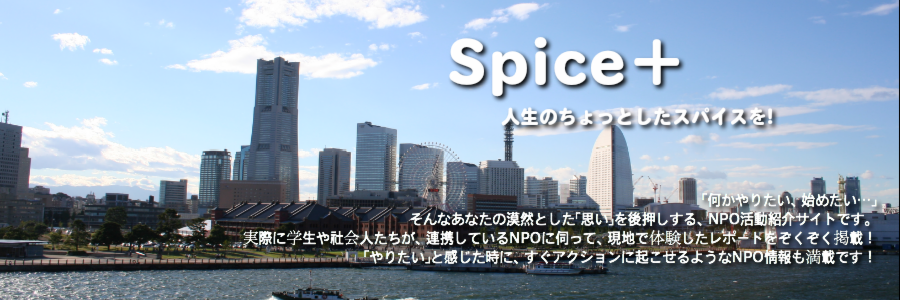 Spice+
人生のちょっとしたスパイスを!
「何かやりたい、始めたい…」
そんなあなたの漠然とした「思い」を後押しする、NPO活動紹介サイトです。
実際に学生や社会人たちが、連携しているNPOに伺って、現地で体験したレポートをぞくぞく掲載！
「やりたい」と感じた時に、すぐアクションに起こせるようなNPO情報も満載です！